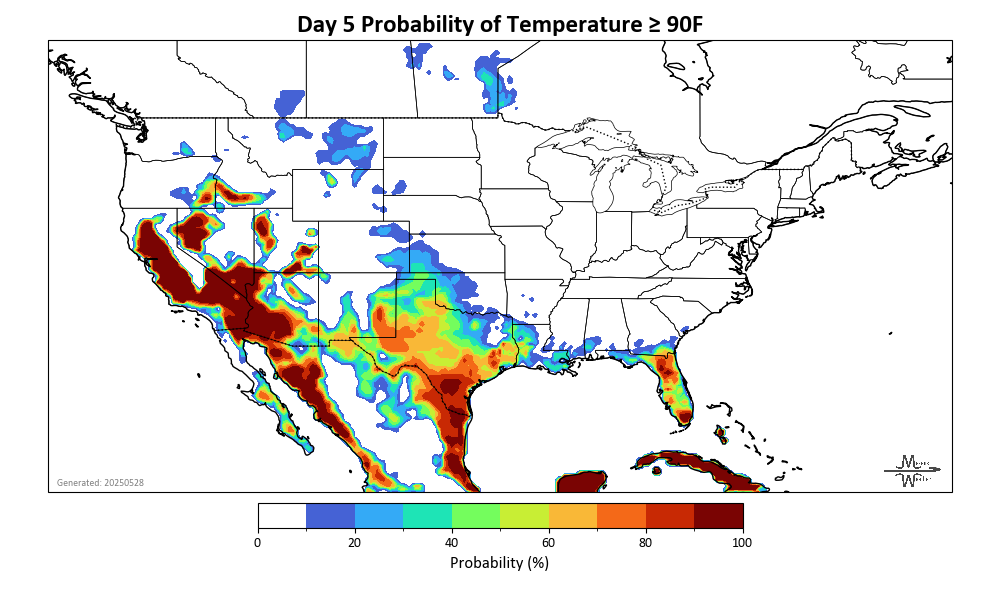 Day 5 Probability of Temperature ≥ 90F
Generated: 20250528
0 20 40 60 80 100
Probability (%)